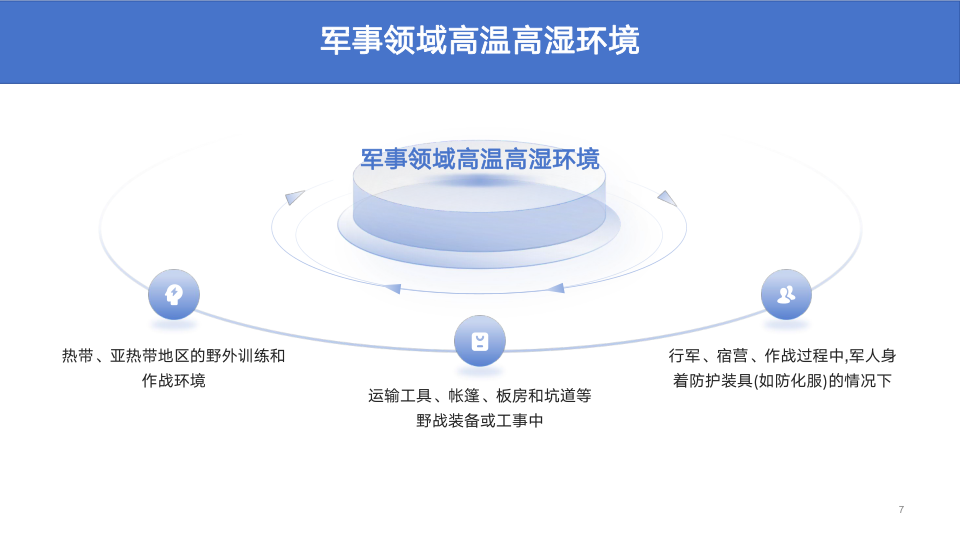 军事领域高温高湿环境
军事领域高温高湿环境
热带、亚热带地区的野外训练和
作战环境
运输工具、帐篷、板房和坑道等
野战装备或工事中
行军、宿营、作战过程中,军人身
着防护装具(如防化服)的情况下
7